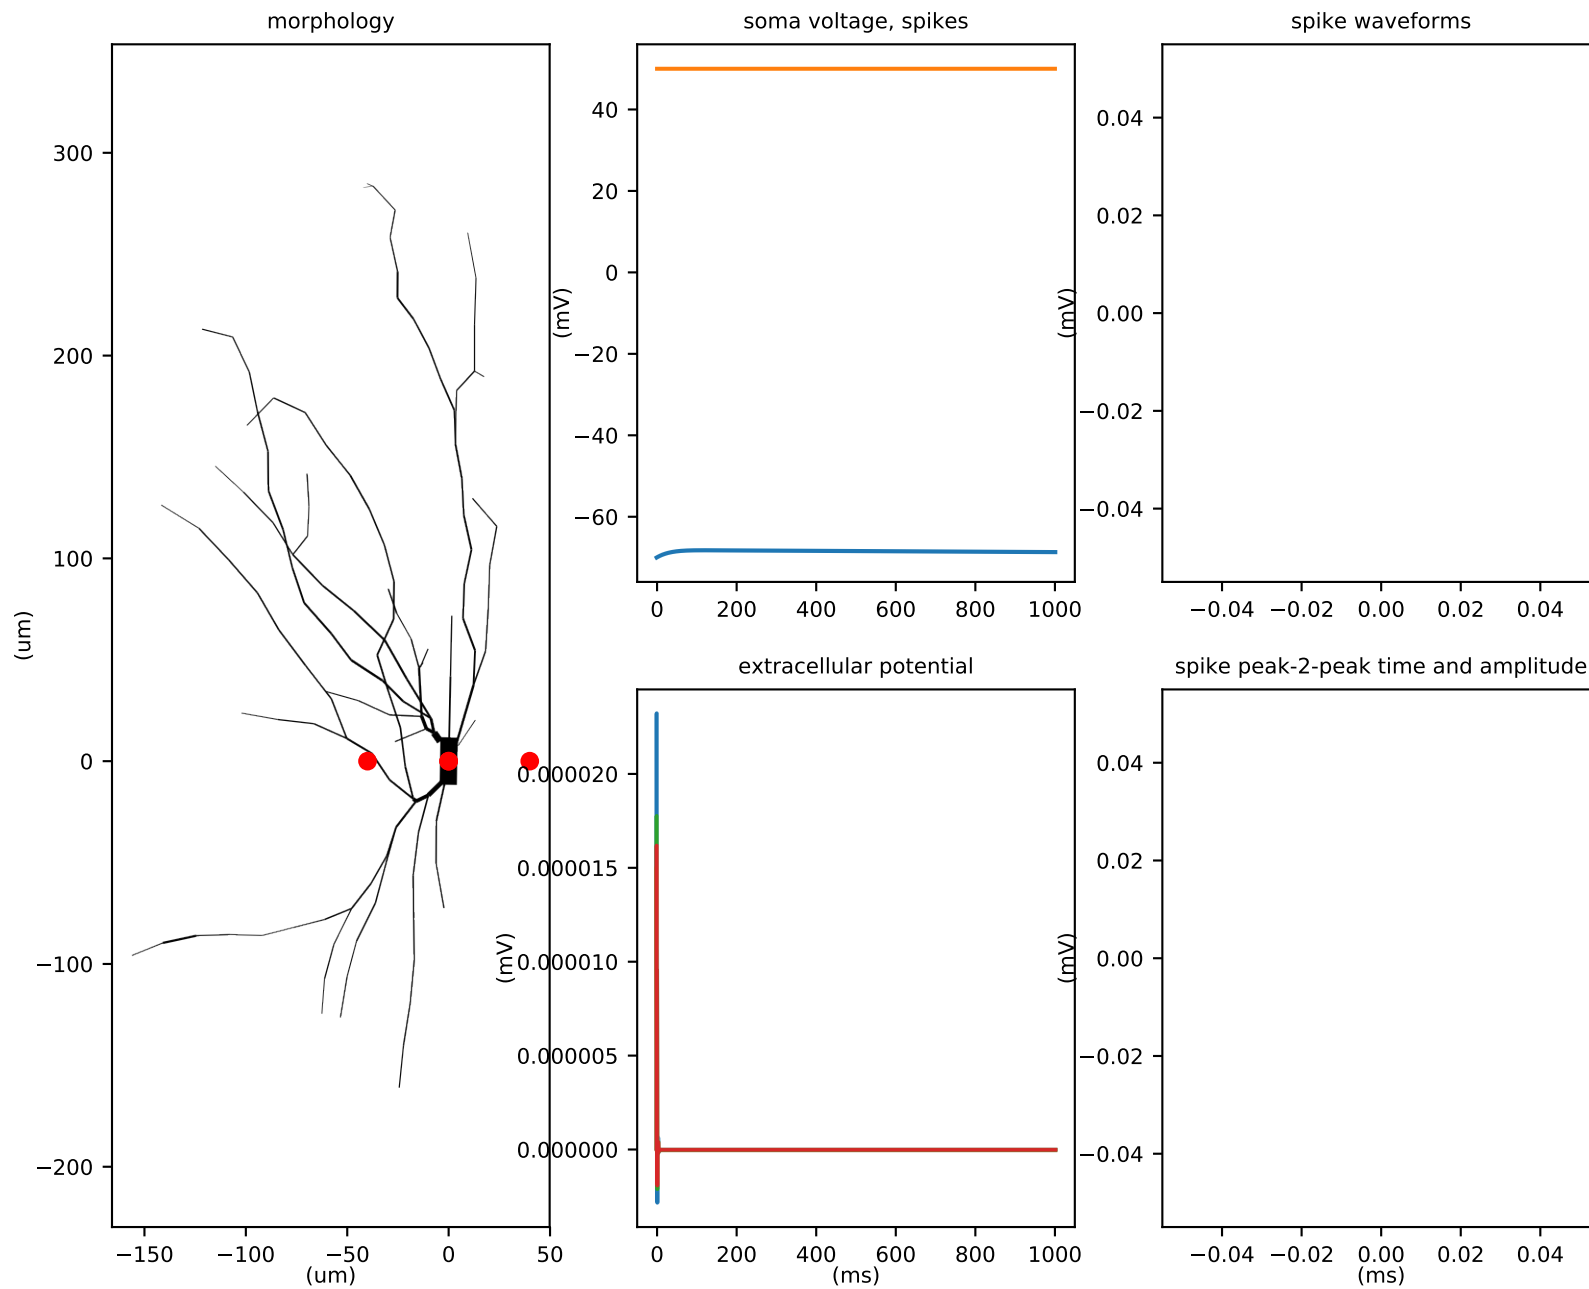 morphology
300
200
100
0
−100
−200
(um)
−150 −100 −50 0 50
(um)
soma voltage, spikes
40
20
0
−20
−40
−60
(mV)
0 200 400 600 800 1000
spike waveforms
0.04
0.02
0.00
−0.02
−0.04
(mV)
−0.04 −0.02 0.00 0.02 0.04
extracellular potential
0.000020
0.000015
0.000010
0.000005
0.000000
(mV)
0 200 400 600 800 1000
(ms)
spike peak-2-peak time and amplitude
0.04
0.02
0.00
−0.02
−0.04
(mV)
−0.04 −0.02 0.00 0.02 0.04
(ms)